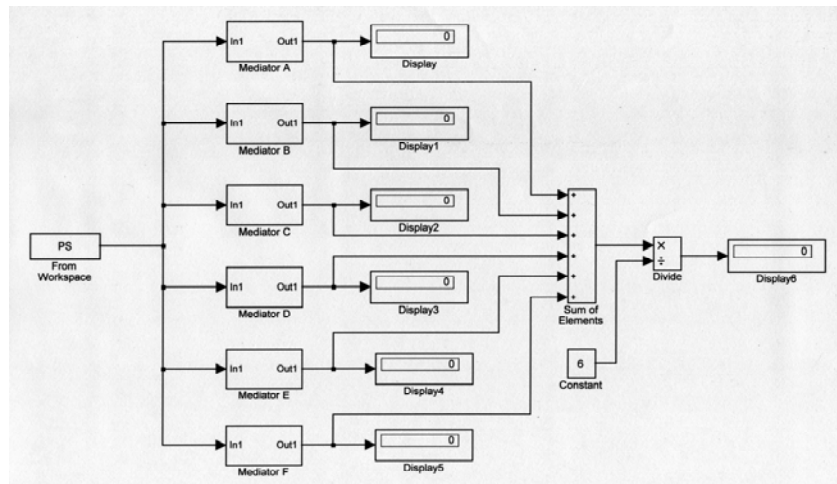 In1 Out1
Mediator A
0
Display
In1 Out1
Mediator B
0
Display1
In1 Out1
Mediator C
0
Display2
PS
From
Workspace
In1 Out1
Mediator D
0
Display3
+
+
+
+
+
+
Sum of
Elements
×
÷
Divide
0
Display6
In1 Out1
Mediator E
0
Display4
6
Constant
In1 Out1
Mediator F
0
Display5